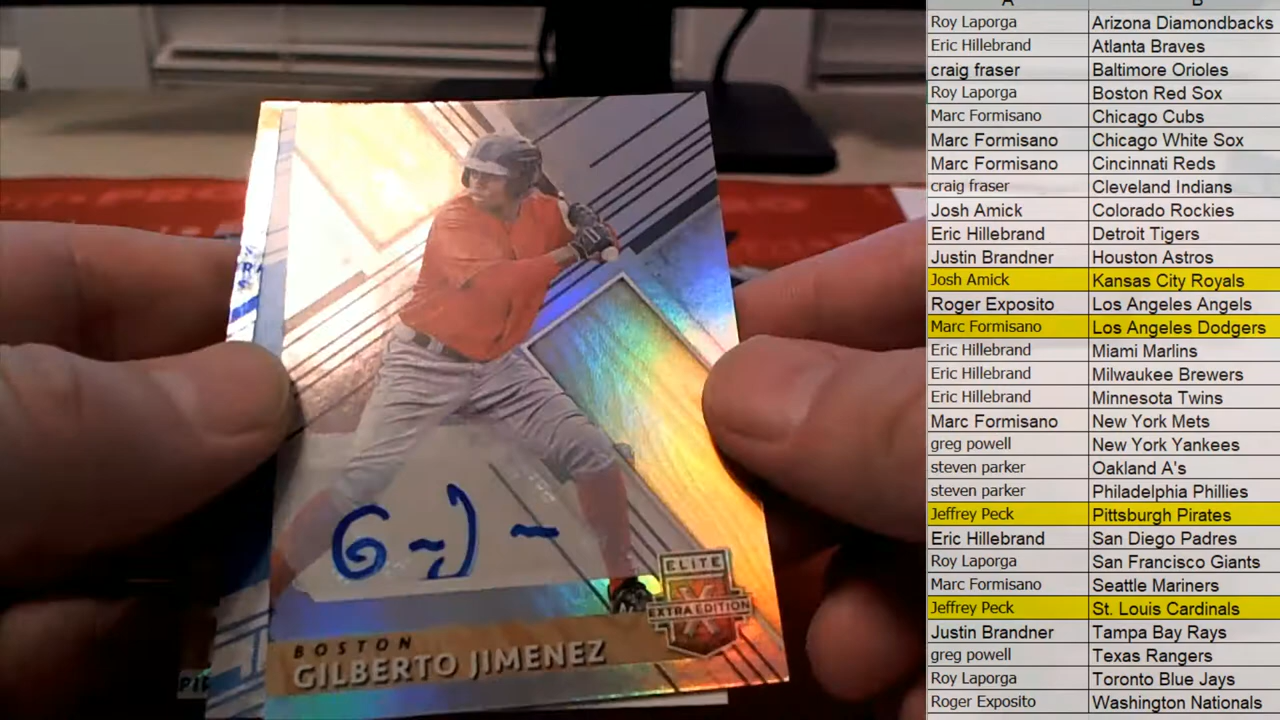 A B
Roy Laporga Arizona Diamondbacks
Eric Hillebrand Atlanta Braves
craig fraser Baltimore Orioles
Roy Laporga Boston Red Sox
Marc Formisano Chicago Cubs
Marc Formisano Chicago White Sox
Marc Formisano Cincinnati Reds
craig fraser Cleveland Indians
Josh Amick Colorado Rockies
Eric Hillebrand Detroit Tigers
Justin Brandner Houston Astros
Josh Amick Kansas City Royals
Roger Exposito Los Angeles Angels
Marc Formisano Los Angeles Dodgers
Eric Hillebrand Miami Marlins
Eric Hillebrand Milwaukee Brewers
Eric Hillebrand Minnesota Twins
Marc Formisano New York Mets
greg powell New York Yankees
steven parker Oakland A's
steven parker Philadelphia Phillies
Jeffrey Peck Pittsburgh Pirates
Eric Hillebrand San Diego Padres
Roy Laporga San Francisco Giants
Marc Formisano Seattle Mariners
Jeffrey Peck St. Louis Cardinals
Justin Brandner Tampa Bay Rays
greg powell Texas Rangers
Roy Laporga Toronto Blue Jays
Roger Exposito Washington Nationals
G~J~
ELITE
EXTRA EDITION
X
BOSTON
GILBERTO JIMENEZ